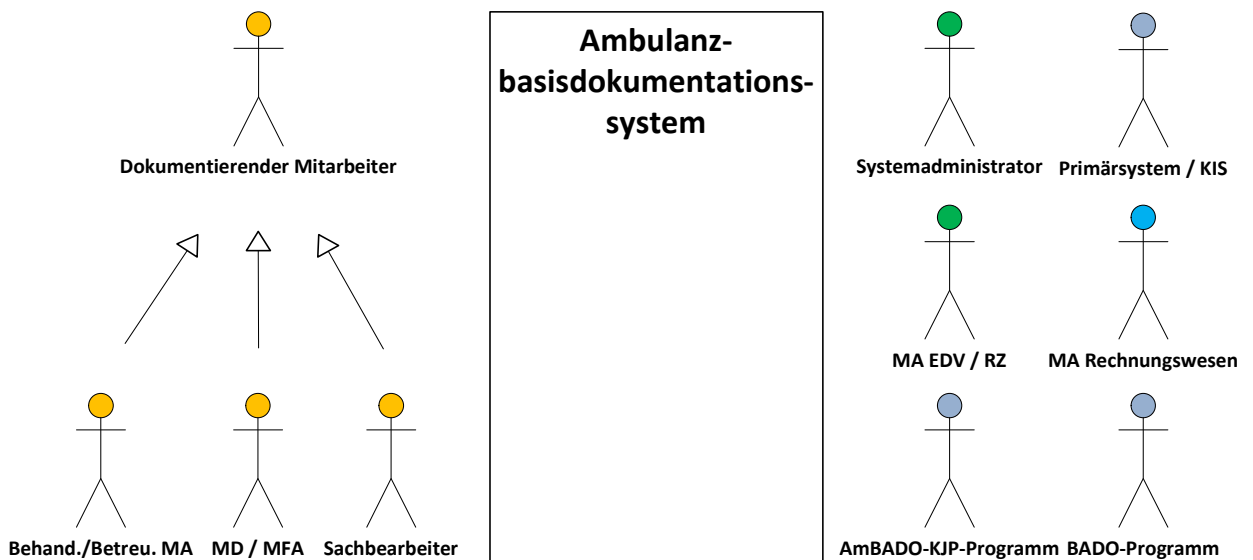 Ambulanz-
basisdokumentations-
system
Dokumentierender Mitarbeiter
Systemadministrator
Primärsystem / KIS
MA EDV / RZ
MA Rechnungswesen
Behand./Betreu. MA
MD / MFA
Sachbearbeiter
AmBADO-KJP-Programm
BADO-Programm